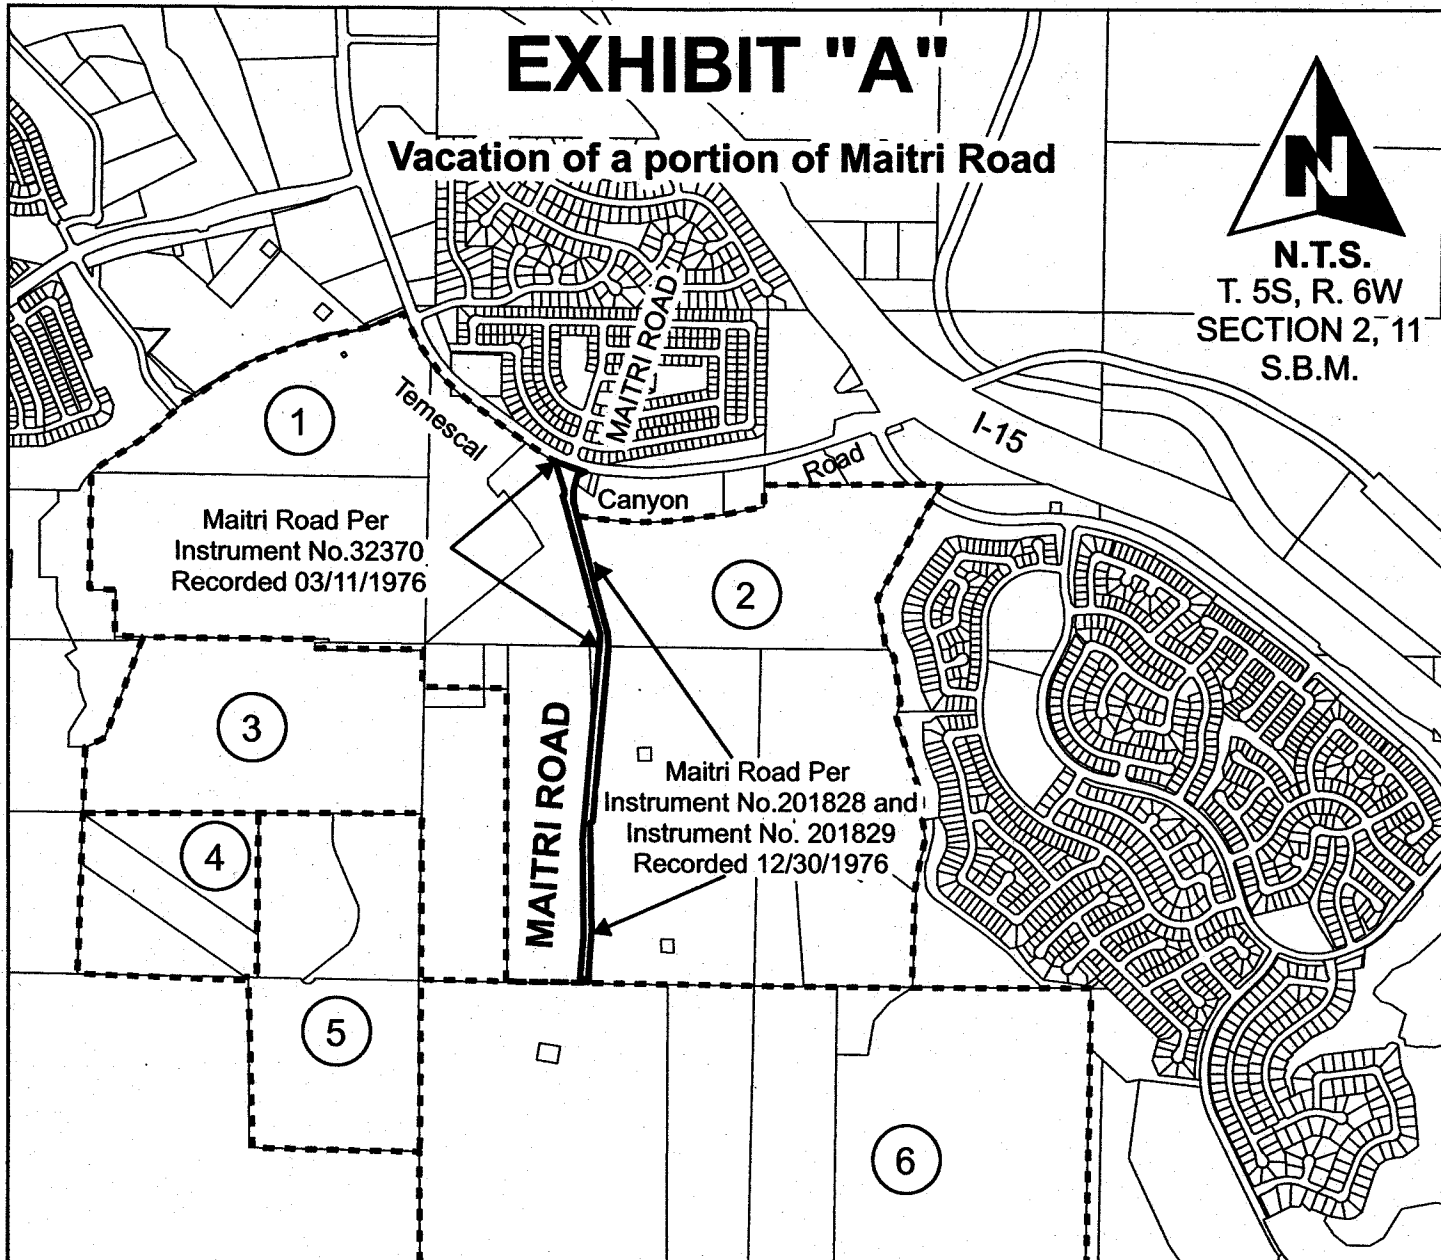 EXHIBIT "A"
Vacation of a portion of Maitri Road
N
N.T.S.
T. 5S, R. 6W
SECTION 2, 11
S.B.M.
MAITRI ROAD
1
Temescal
Canyon
Road
I-15
Maitri Road Per
Instrument No.32370
Recorded 03/11/1976
2
3
MAITRI ROAD
Maitri Road Per
Instrument No.201828 and
Instrument No. 201829
Recorded 12/30/1976
4
5
6